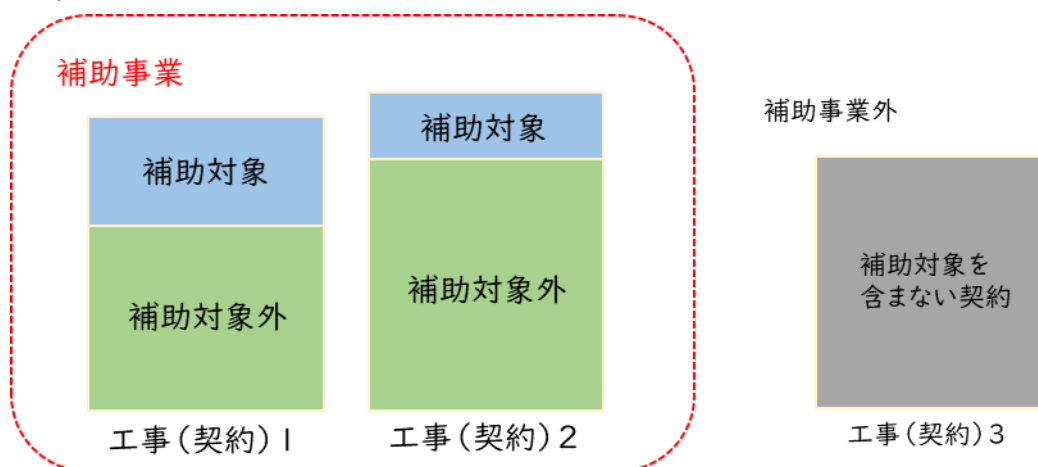 補助事業
補助対象
補助対象外
工事(契約)1
補助対象
補助対象外
工事(契約)2
補助事業外
補助対象を
含まない契約
工事(契約)3